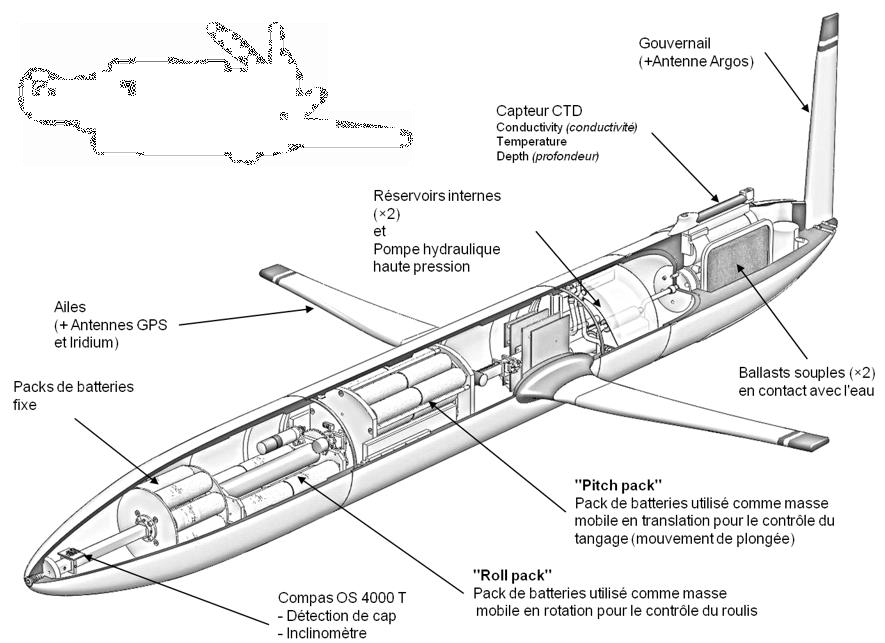 Gouvernail
(+Antenne Argos)
Capteur CTD
Conductivity (conductivité)
Temperature
Depth (profondeur)
Réservoirs internes
(×2)
et
Pompe hydraulique
haute pression
Ailes
(+ Antennes GPS
et Iridium)
Packs de batteries
fixe
Ballasts souples (×2)
en contact avec l'eau
"Pitch pack"
Pack de batteries utilisé comme masse
mobile en translation pour le contrôle du
tangage (mouvement de plongée)
"Roll pack"
Pack de batteries utilisé comme masse
mobile en rotation pour le contrôle du roulis
Compas OS 4000 T
- Détection de cap
- Inclinomètre